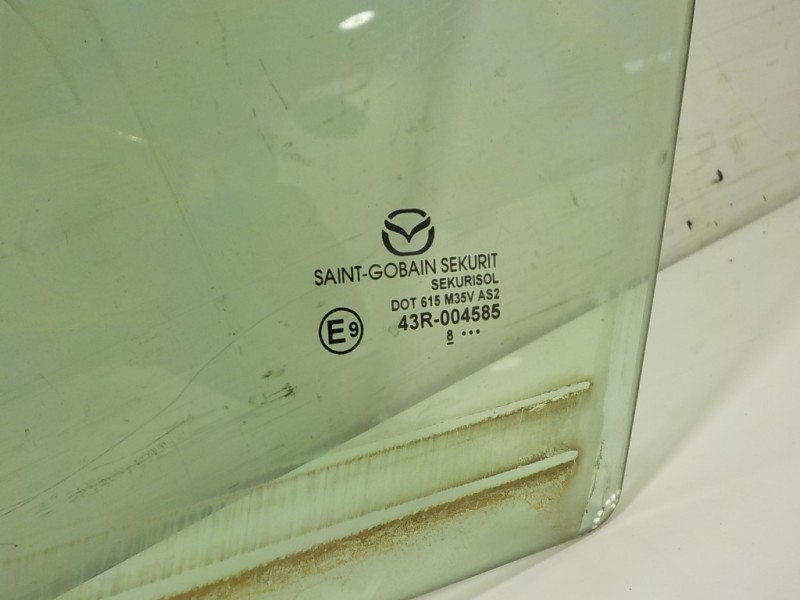 SAINT-GOBAIN SEKURIT
SEKURISOL
DOT 615 M35V AS2
E9 43R-004585
8 ...